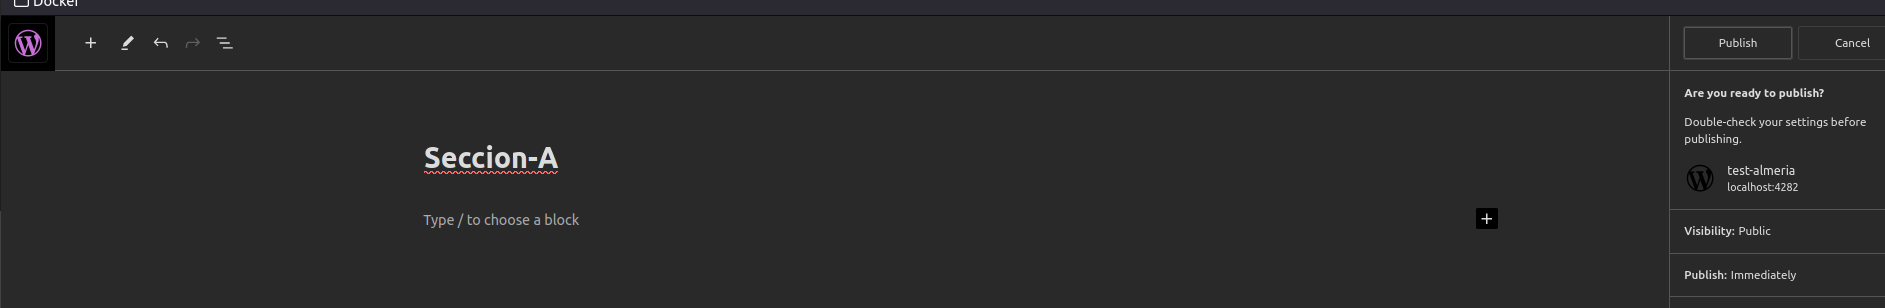 Docker
Publish
Cancel
Are you ready to publish?
Double-check your settings before
publishing.
test-almeria
localhost:4282
Seccion-A
Type / to choose a block
Visibility: Public
Publish: Immediately